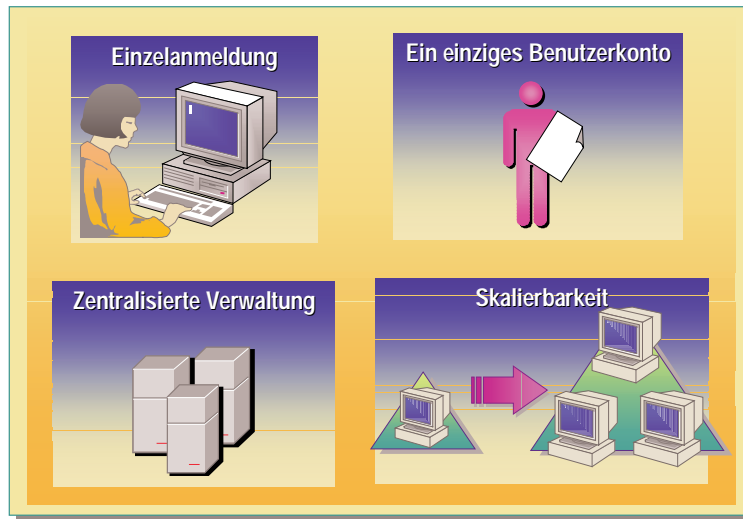 Einzelanmeldung
Ein einziges Benutzerkonto
Zentralisierte Verwaltung
Skalierbarkeit